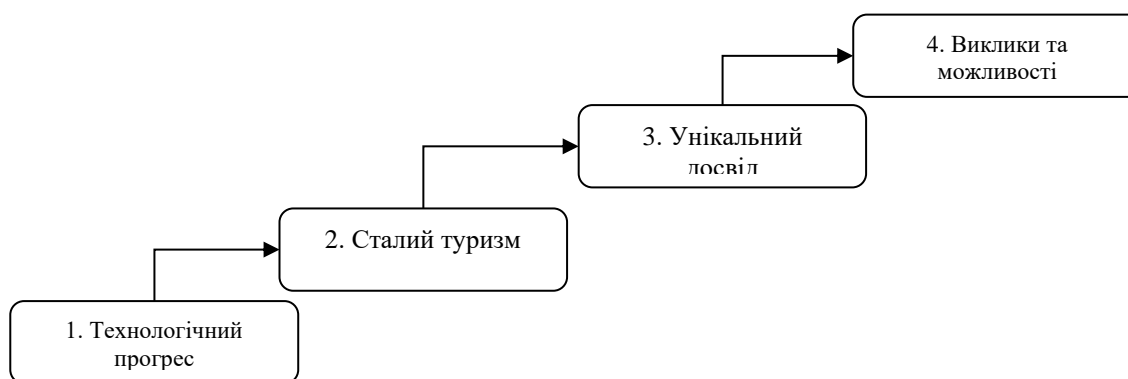 1. Технологічний
прогрес
2. Сталий туризм
3. Унікальний
досвід
4. Виклики та
можливості